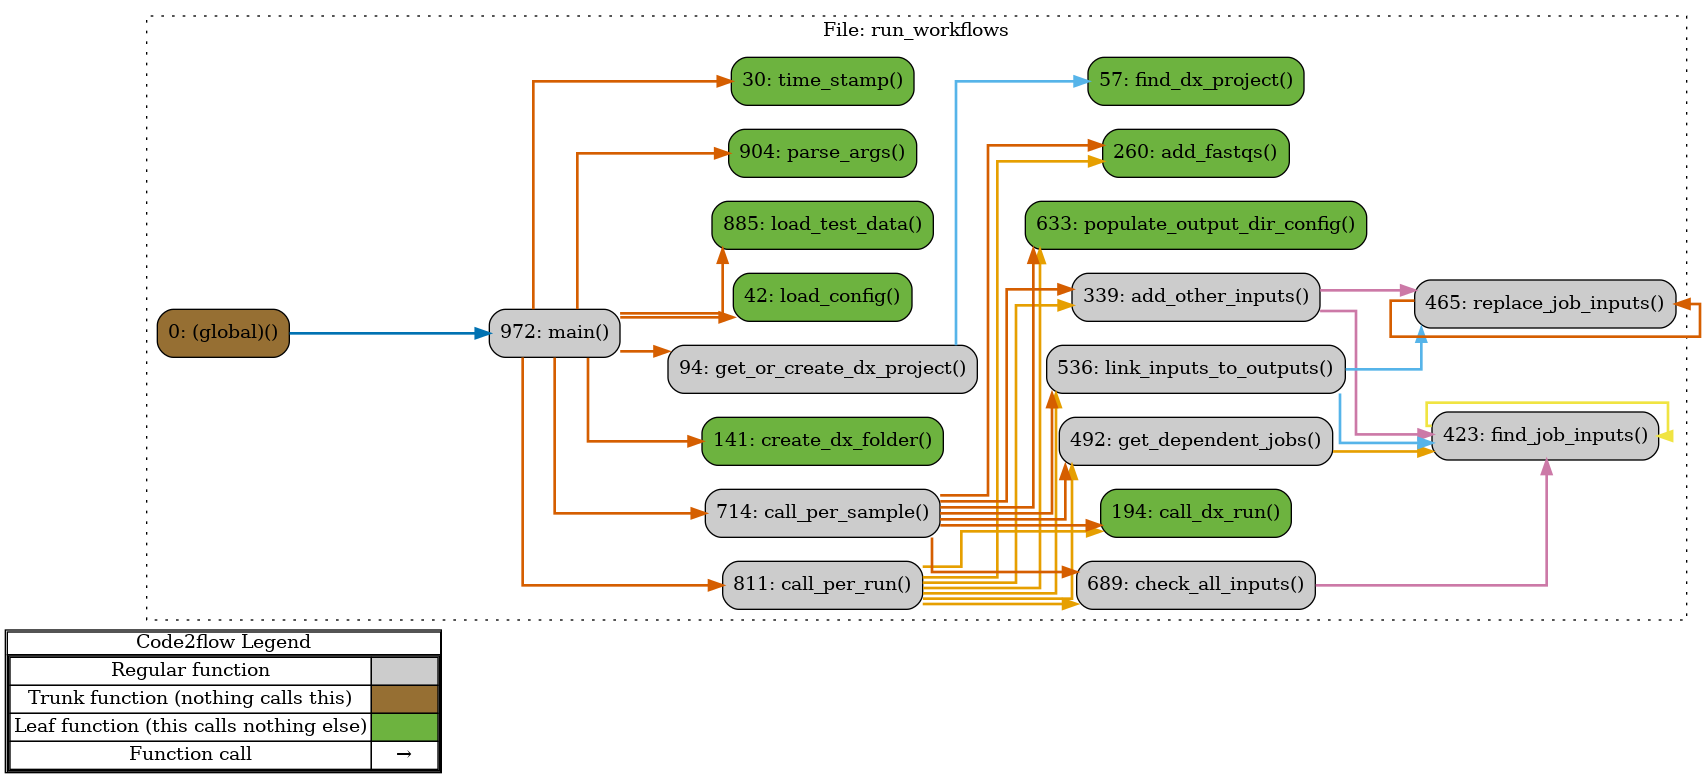 File: run_workflows
30: time_stamp()
57: find_dx_project()
904: parse_args()
260: add_fastqs()
885: load_test_data()
633: populate_output_dir_config()
42: load_config()
339: add_other_inputs()
465: replace_job_inputs()
0: (global)()
972: main()
94: get_or_create_dx_project()
536: link_inputs_to_outputs()
141: create_dx_folder()
492: get_dependent_jobs()
423: find_job_inputs()
714: call_per_sample()
194: call_dx_run()
811: call_per_run()
689: check_all_inputs()
Code2flow Legend
Regular function
Trunk function (nothing calls this)
Leaf function (this calls nothing else)
Function call →